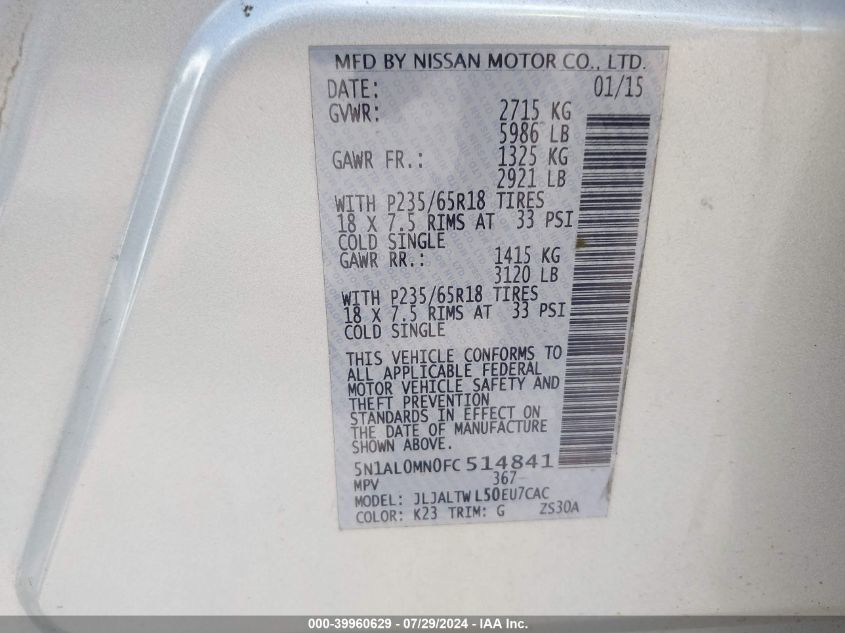 MFD BY NISSAN MOTOR CO., LTD.
DATE: 01/15
GVWR: 2715 KG
5986 LB
GAWR FR.: 1325 KG
2921 LB
WITH P235/65R18 TIRES
18 X 7.5 RIMS AT 33 PSI
COLD SINGLE
GAWR RR.: 1415 KG
3120 LB
WITH P235/65R18 TIRES
18 X 7.5 RIMS AT 33 PSI
COLD SINGLE
THIS VEHICLE CONFORMS TO
ALL APPLICABLE FEDERAL
MOTOR VEHICLE SAFETY AND
THEFT PREVENTION
STANDARDS IN EFFECT ON
THE DATE OF MANUFACTURE
SHOWN ABOVE.
5N1AL0MN0FC514841
MPV 367
MODEL: JLJALTWL50EU7CAC
COLOR: K23 TRIM: G ZS30A
000-39960629 - 07/29/2024 - IAA Inc.